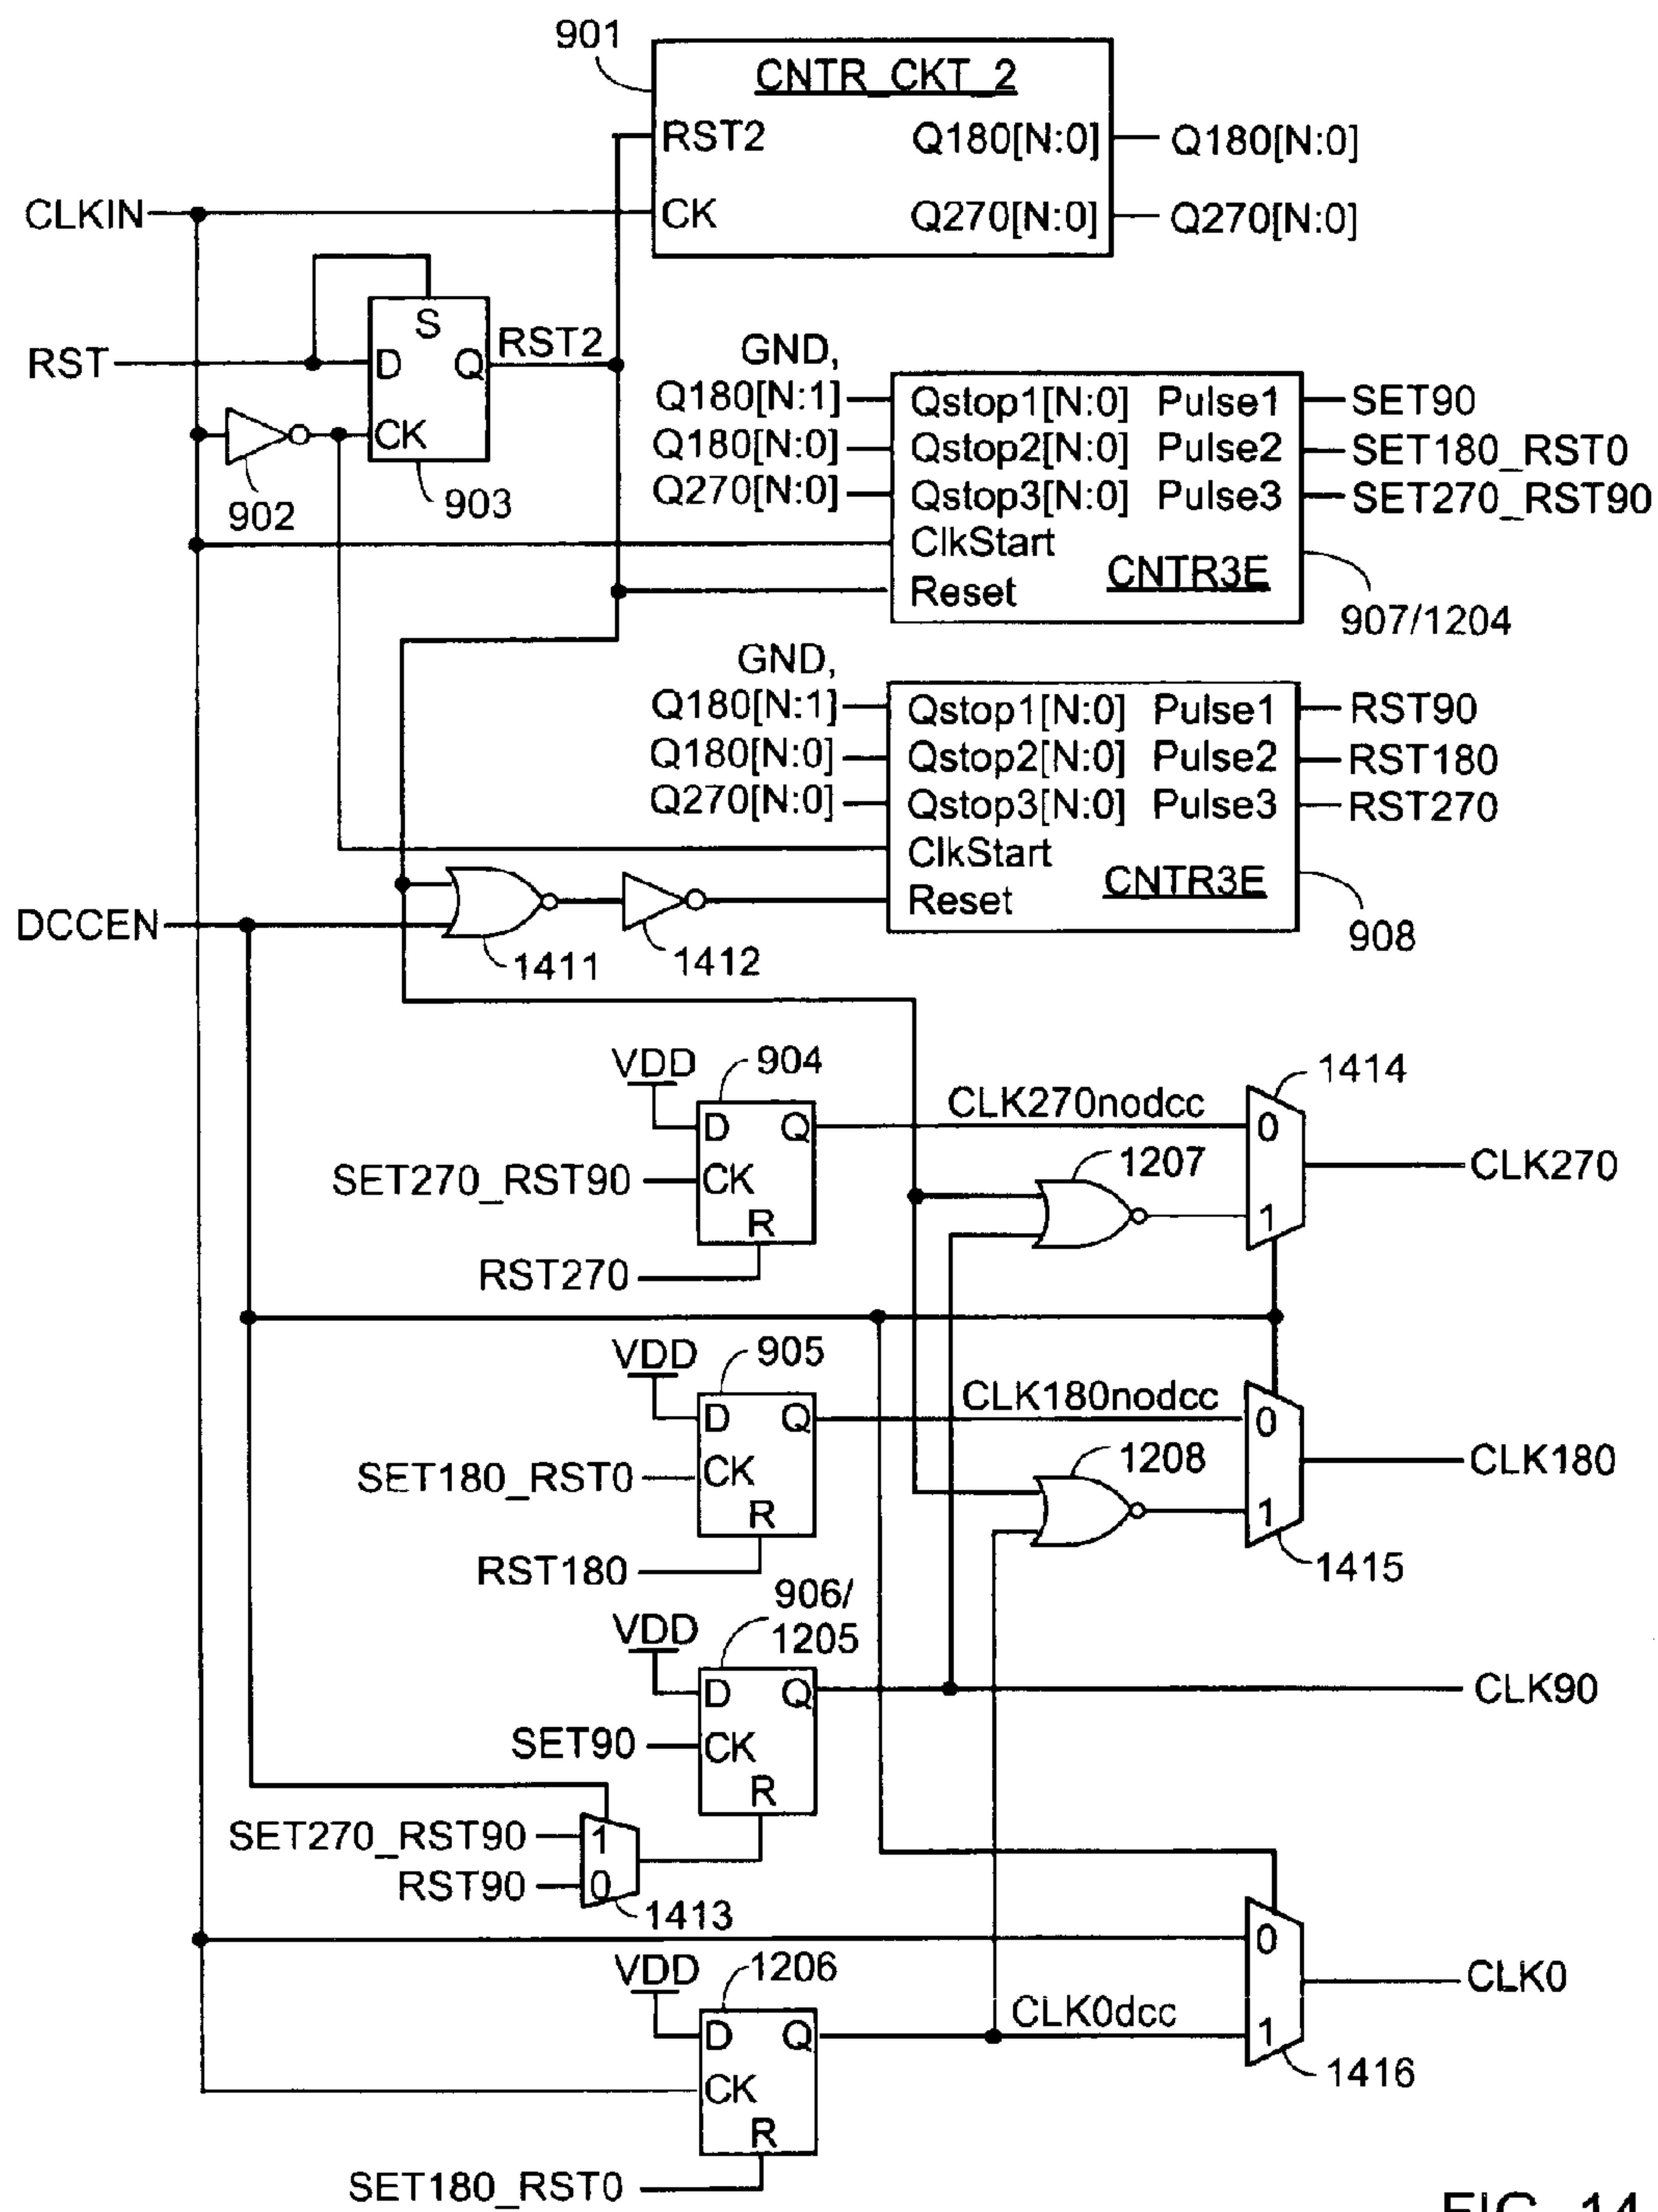 901
CNTR_CKT_2
RST2
Q180[N:0]
Q180[N:0]
CLKIN
CK
Q270[N:0]
Q270[N:0]
S
RST
D
Q
RST2
CK
902
903
GND,
Q180[N:1]
Qstop1[N:0]
Pulse1
SET90
Q180[N:0]
Qstop2[N:0]
Pulse2
SET180_RST0
Q270[N:0]
Qstop3[N:0]
Pulse3
SET270_RST90
ClkStart
CNTR3E
Reset
907/1204
GND,
Q180[N:1]
Qstop1[N:0]
Pulse1
RST90
Q180[N:0]
Qstop2[N:0]
Pulse2
RST180
Q270[N:0]
Qstop3[N:0]
Pulse3
RST270
ClkStart
CNTR3E
Reset
908
DCCEN
1411
1412
VDD
904
D
Q
CLK270nodcc
SET270_RST90
CK
R
RST270
1207
1414
0
1
CLK270
VDD
905
D
Q
CLK180nodcc
SET180_RST0
CK
R
RST180
1208
0
1
CLK180
1415
906/
1205
VDD
D
Q
CLK90
SET90
CK
R
SET270_RST90
1
RST90
0
1413
VDD
1206
D
Q
CLK0dcc
CK
R
SET180_RST0
0
1
CLK0
1416
FIG. 14